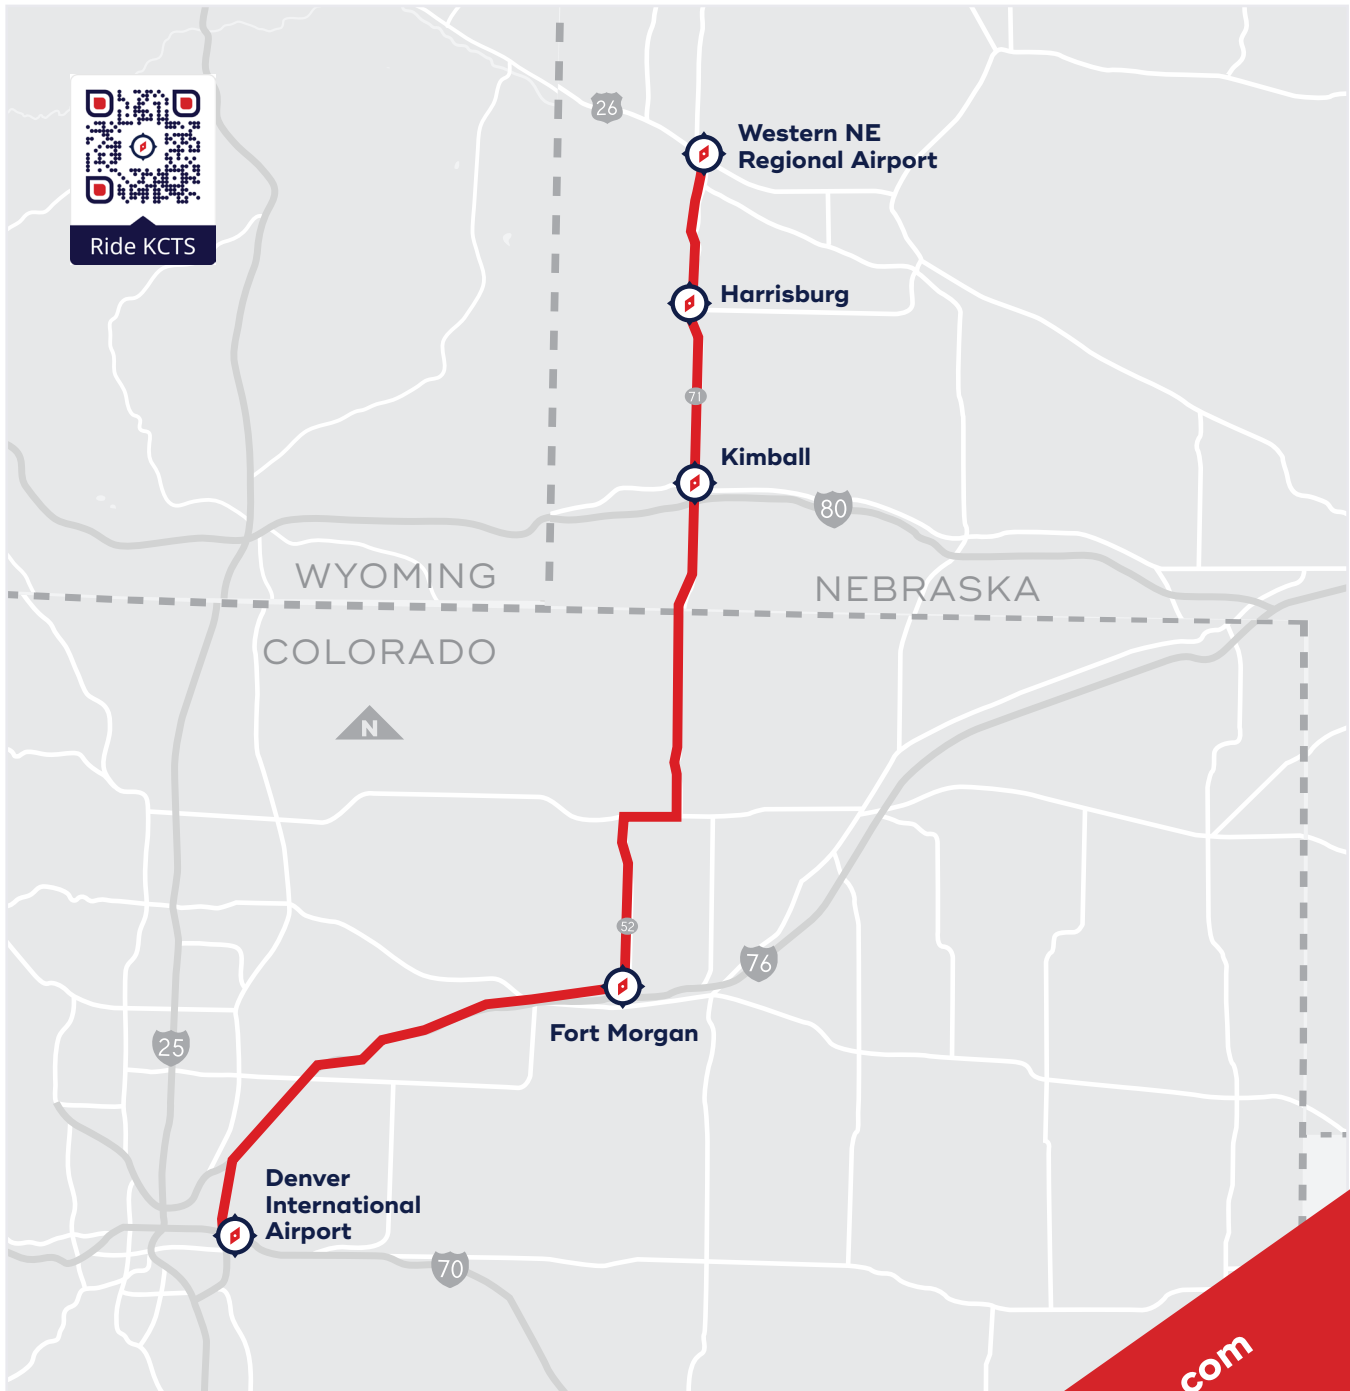 26
Western NE
Regional Airport
Ride KCTS
Harrisburg
71
Kimball
80
WYOMING
NEBRASKA
COLORADO
N
52
76
Fort Morgan
25
Denver
International
Airport
70
com